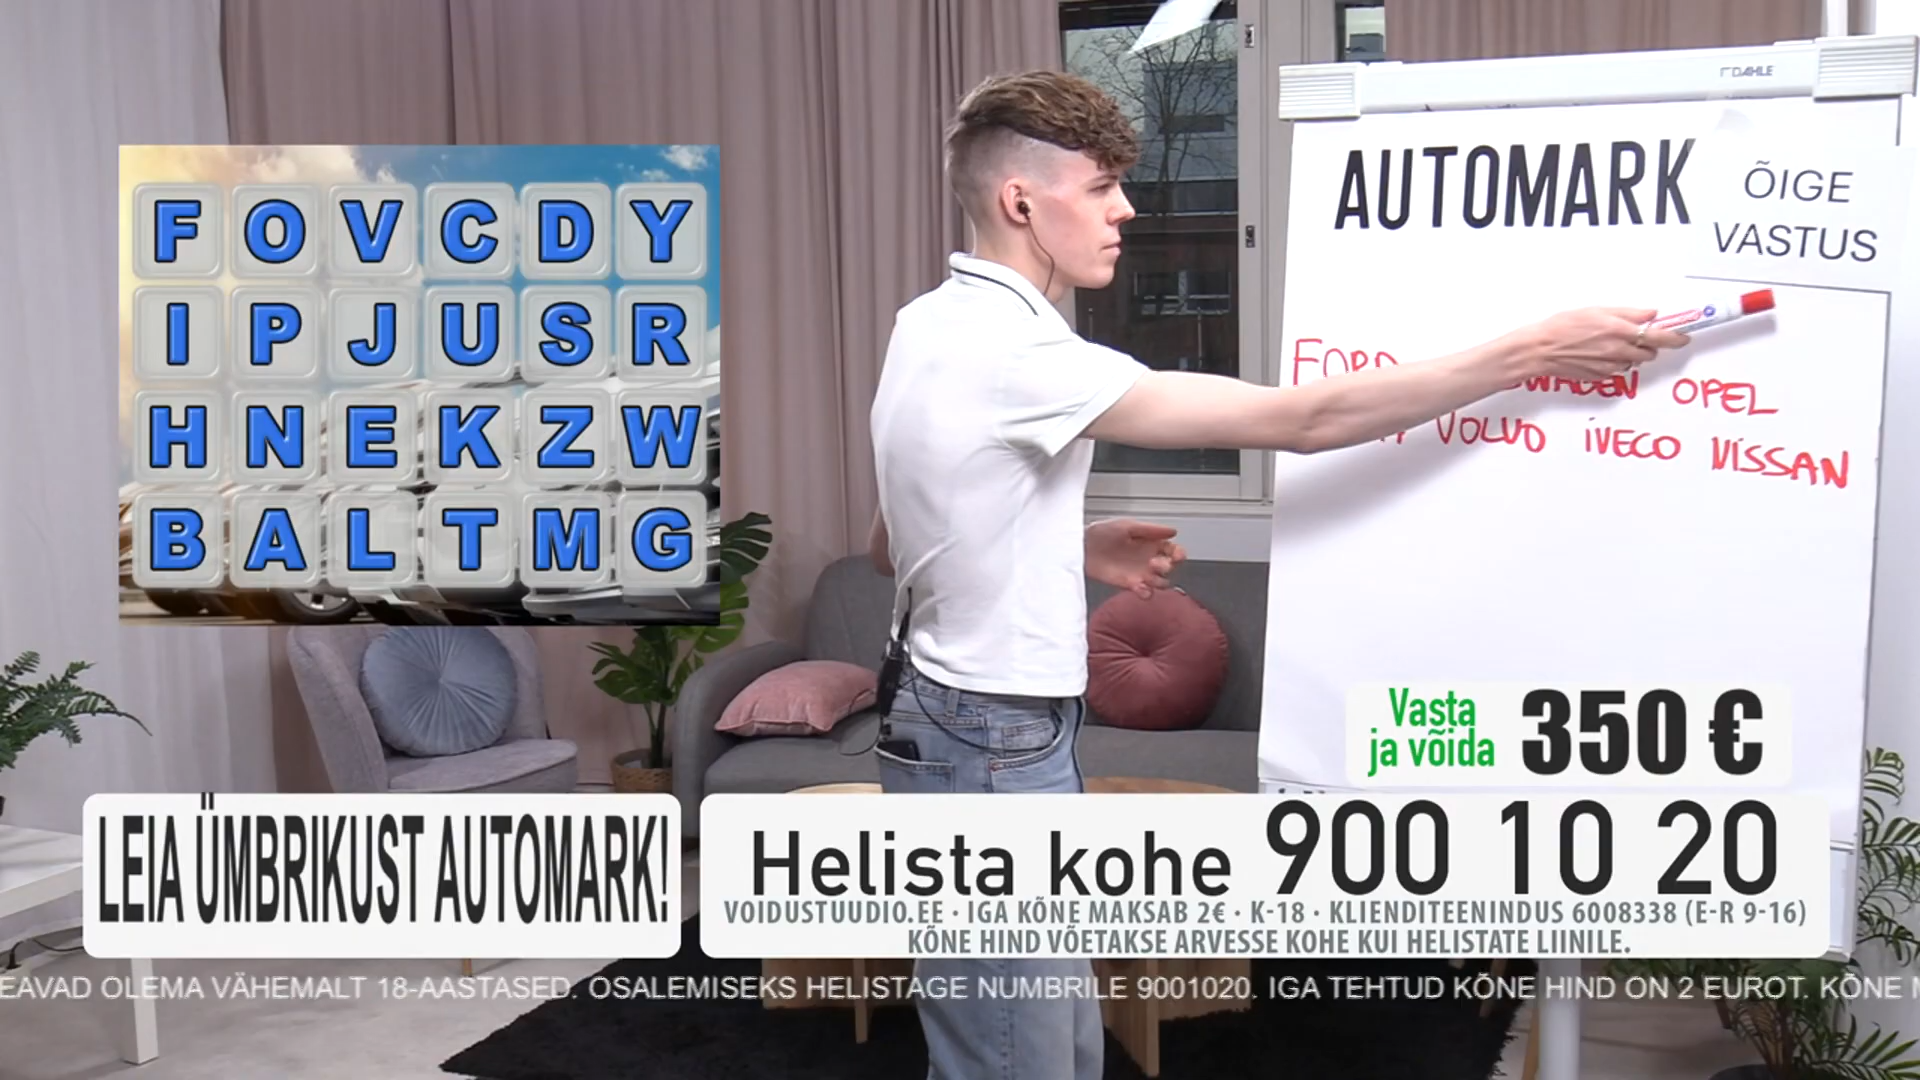 DAHLE
AUTOMARK
ÕIGE
VASTUS
F O V C D Y
I P J U S R
H N E K Z W
B A L T M G
FORD OPEL
VOLVO IVECO NISSAN
Vasta
ja võida
350 €
LEIA ÜMBRIKUST AUTOMARK!
Helista kohe 900 10 20
VOIDUSTUUDIO.EE · IGA KÕNE MAKSAB 2€ · K-18 · KLIENDITEENINDUS 6008338 (E-R 9-16)
KÕNE HIND VÕETAKSE ARVESSE KOHE KUI HELISTATE LIINILE.
EAVAD OLEMA VÄHEMALT 18-AASTASED. OSALEMISEKS HELISTAGE NUMBRILE 9001020. IGA TEHTUD KÕNE HIND ON 2 EUROT. KÕNE